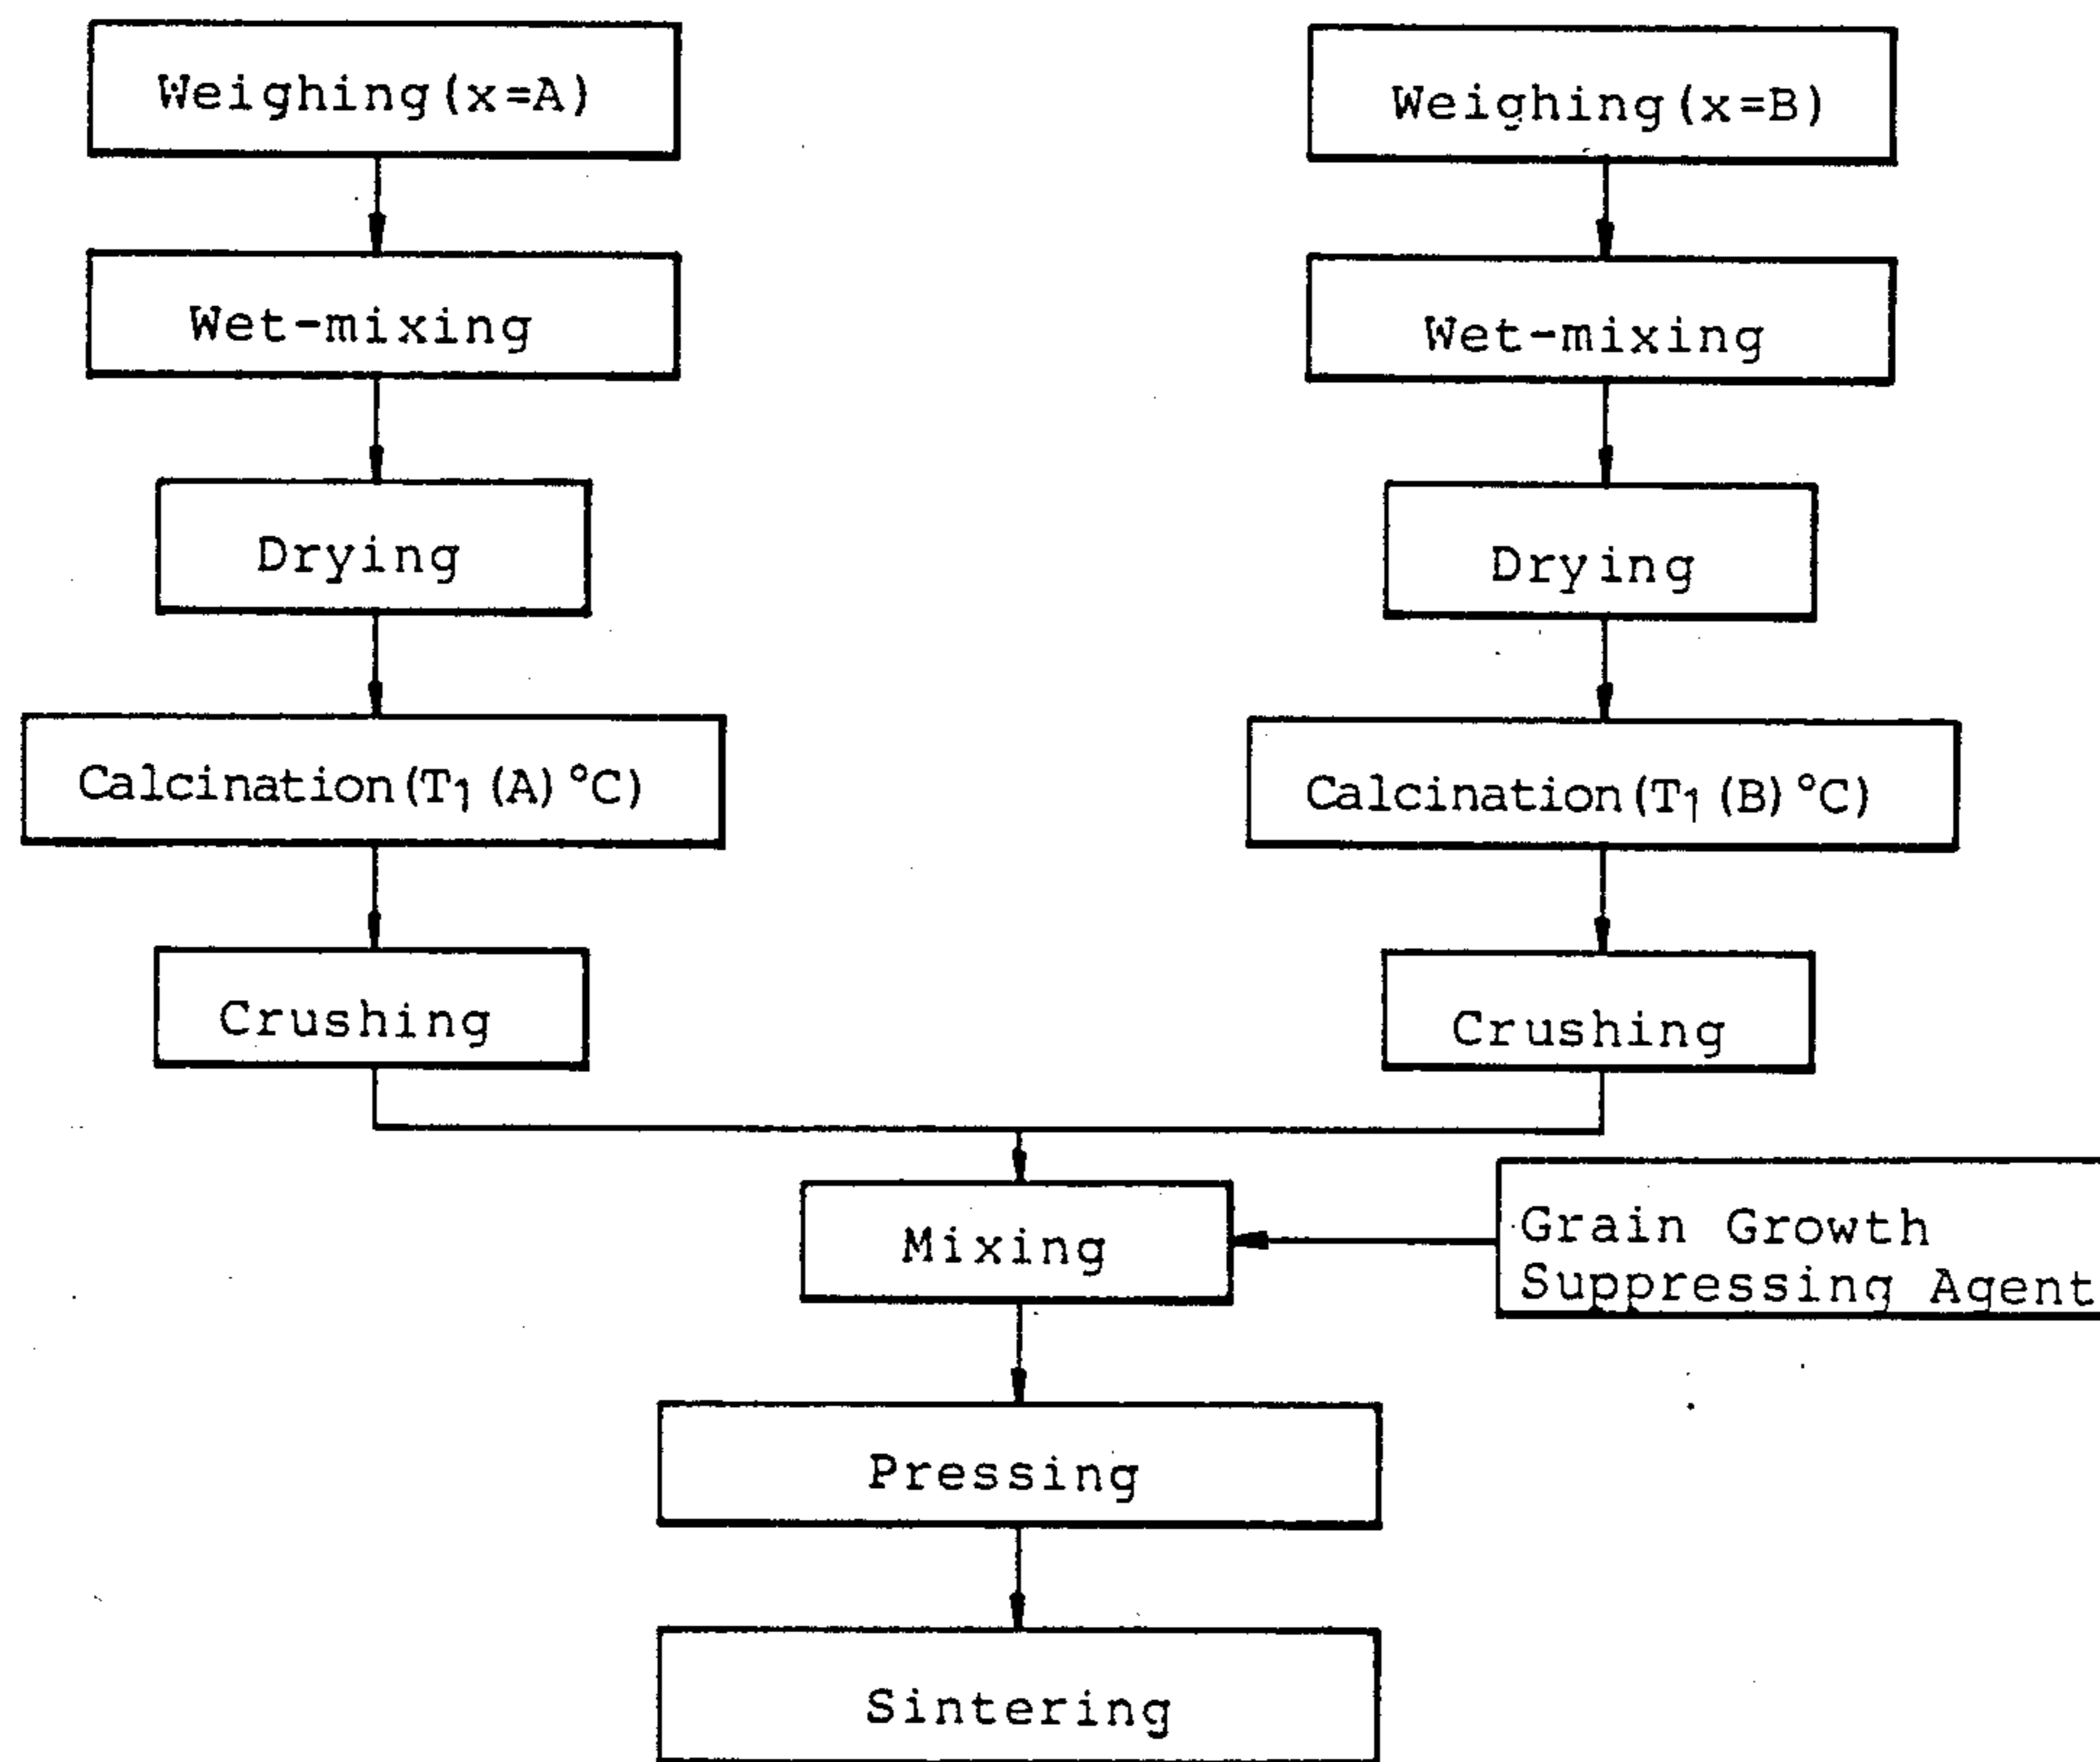 Weighing(x=A)
Wet-mixing
Drying
Calcination(T₁(A)°C)
Crushing
Weighing(x=B)
Wet-mixing
Drying
Calcination(T₁(B)°C)
Crushing
Mixing
Grain Growth
Suppressing Agent
Pressing
Sintering